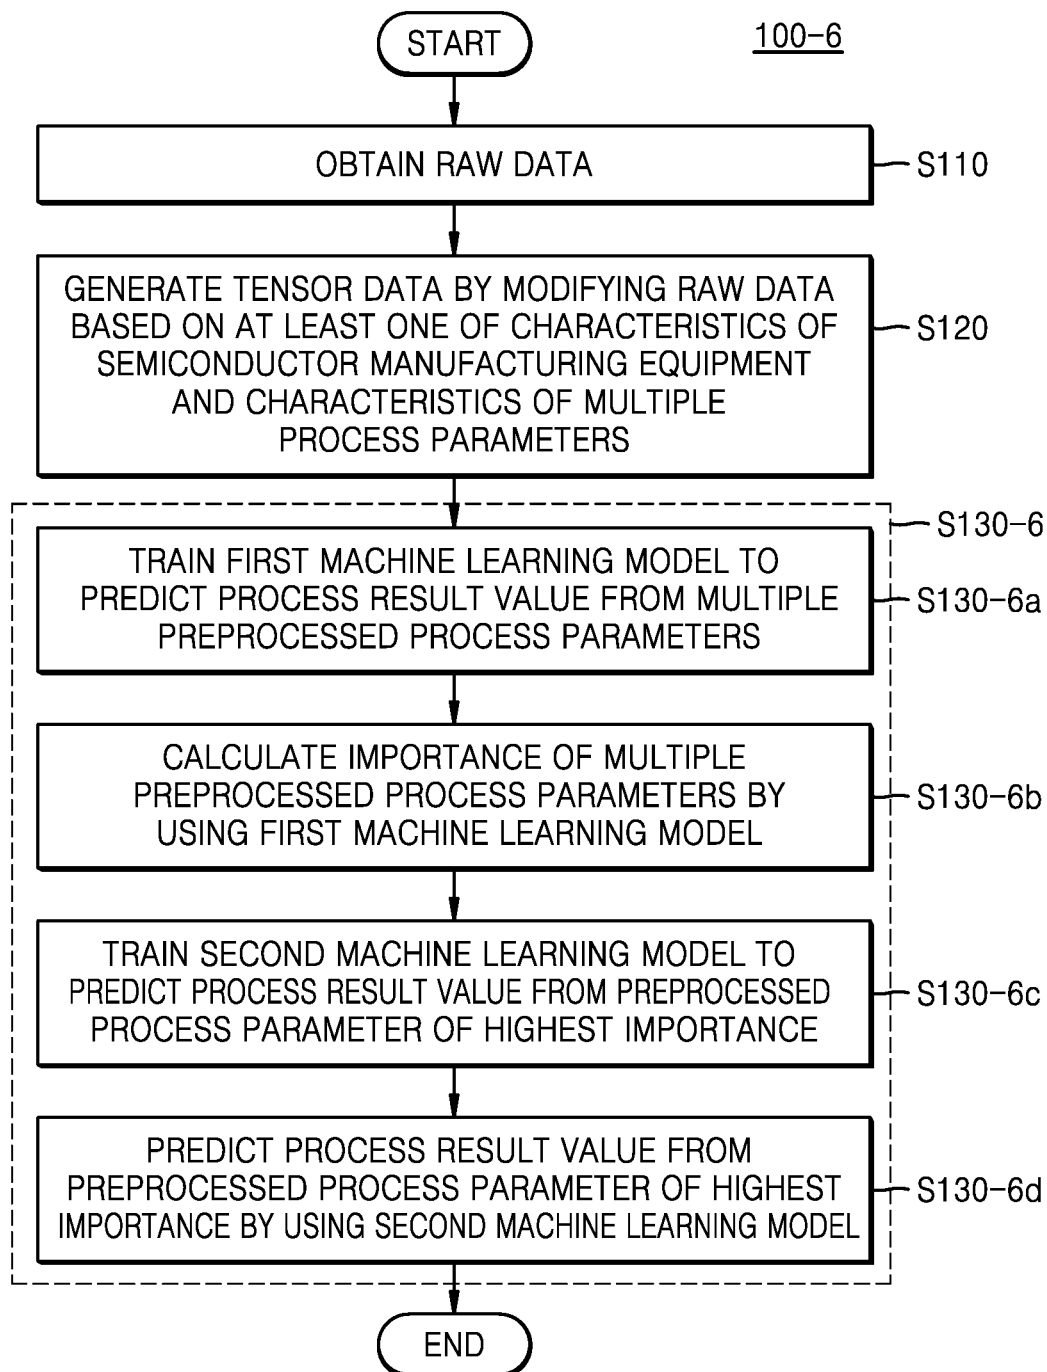 START
100-6
OBTAIN RAW DATA
S110
GENERATE TENSOR DATA BY MODIFYING RAW DATA
BASED ON AT LEAST ONE OF CHARACTERISTICS OF
SEMICONDUCTOR MANUFACTURING EQUIPMENT
AND CHARACTERISTICS OF MULTIPLE
PROCESS PARAMETERS
S120
S130-6
TRAIN FIRST MACHINE LEARNING MODEL TO
PREDICT PROCESS RESULT VALUE FROM MULTIPLE
PREPROCESSED PROCESS PARAMETERS
S130-6a
CALCULATE IMPORTANCE OF MULTIPLE
PREPROCESSED PROCESS PARAMETERS BY
USING FIRST MACHINE LEARNING MODEL
S130-6b
TRAIN SECOND MACHINE LEARNING MODEL TO
PREDICT PROCESS RESULT VALUE FROM PREPROCESSED
PROCESS PARAMETER OF HIGHEST IMPORTANCE
S130-6c
PREDICT PROCESS RESULT VALUE FROM
PREPROCESSED PROCESS PARAMETER OF HIGHEST
IMPORTANCE BY USING SECOND MACHINE LEARNING MODEL
S130-6d
END